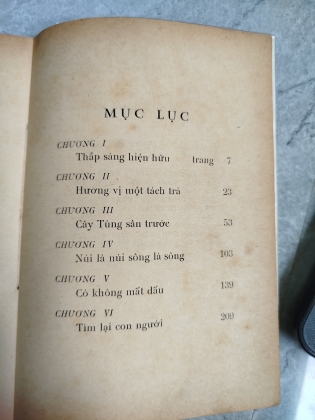 MỤC LỤC
CHƯƠNG I
Thắp sáng hiện hữu trang 7
CHƯƠNG II
Hương vị một tách trà 23
CHƯƠNG III
Cây Tùng sân trước 53
CHƯƠNG IV
Núi là núi sông là sông 103
CHƯƠNG V
Có không mất dấu 139
CHƯƠNG VI
Tìm lại con người 209